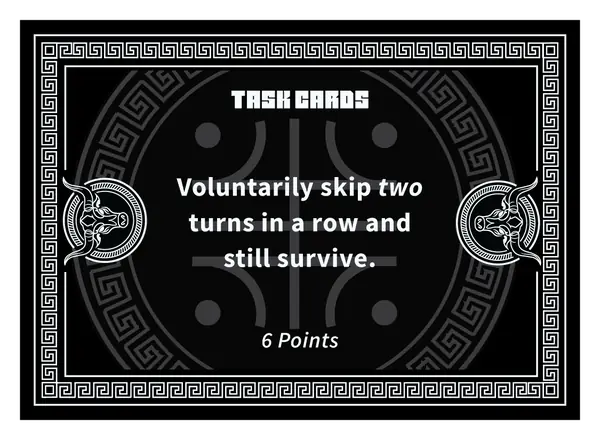 TASK CARDS
Voluntarily skip two
turns in a row and
still survive.
6 Points